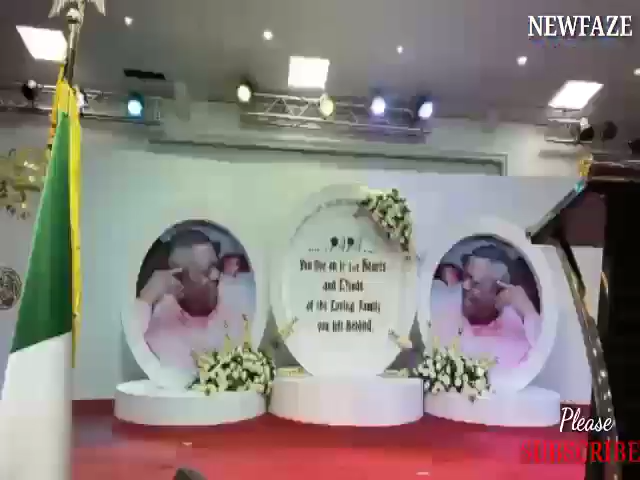 NEWFAZE
You live on in the Hearts
and Minds
of the Loving Family
you left Behind.
Please
SUBSCRIBE